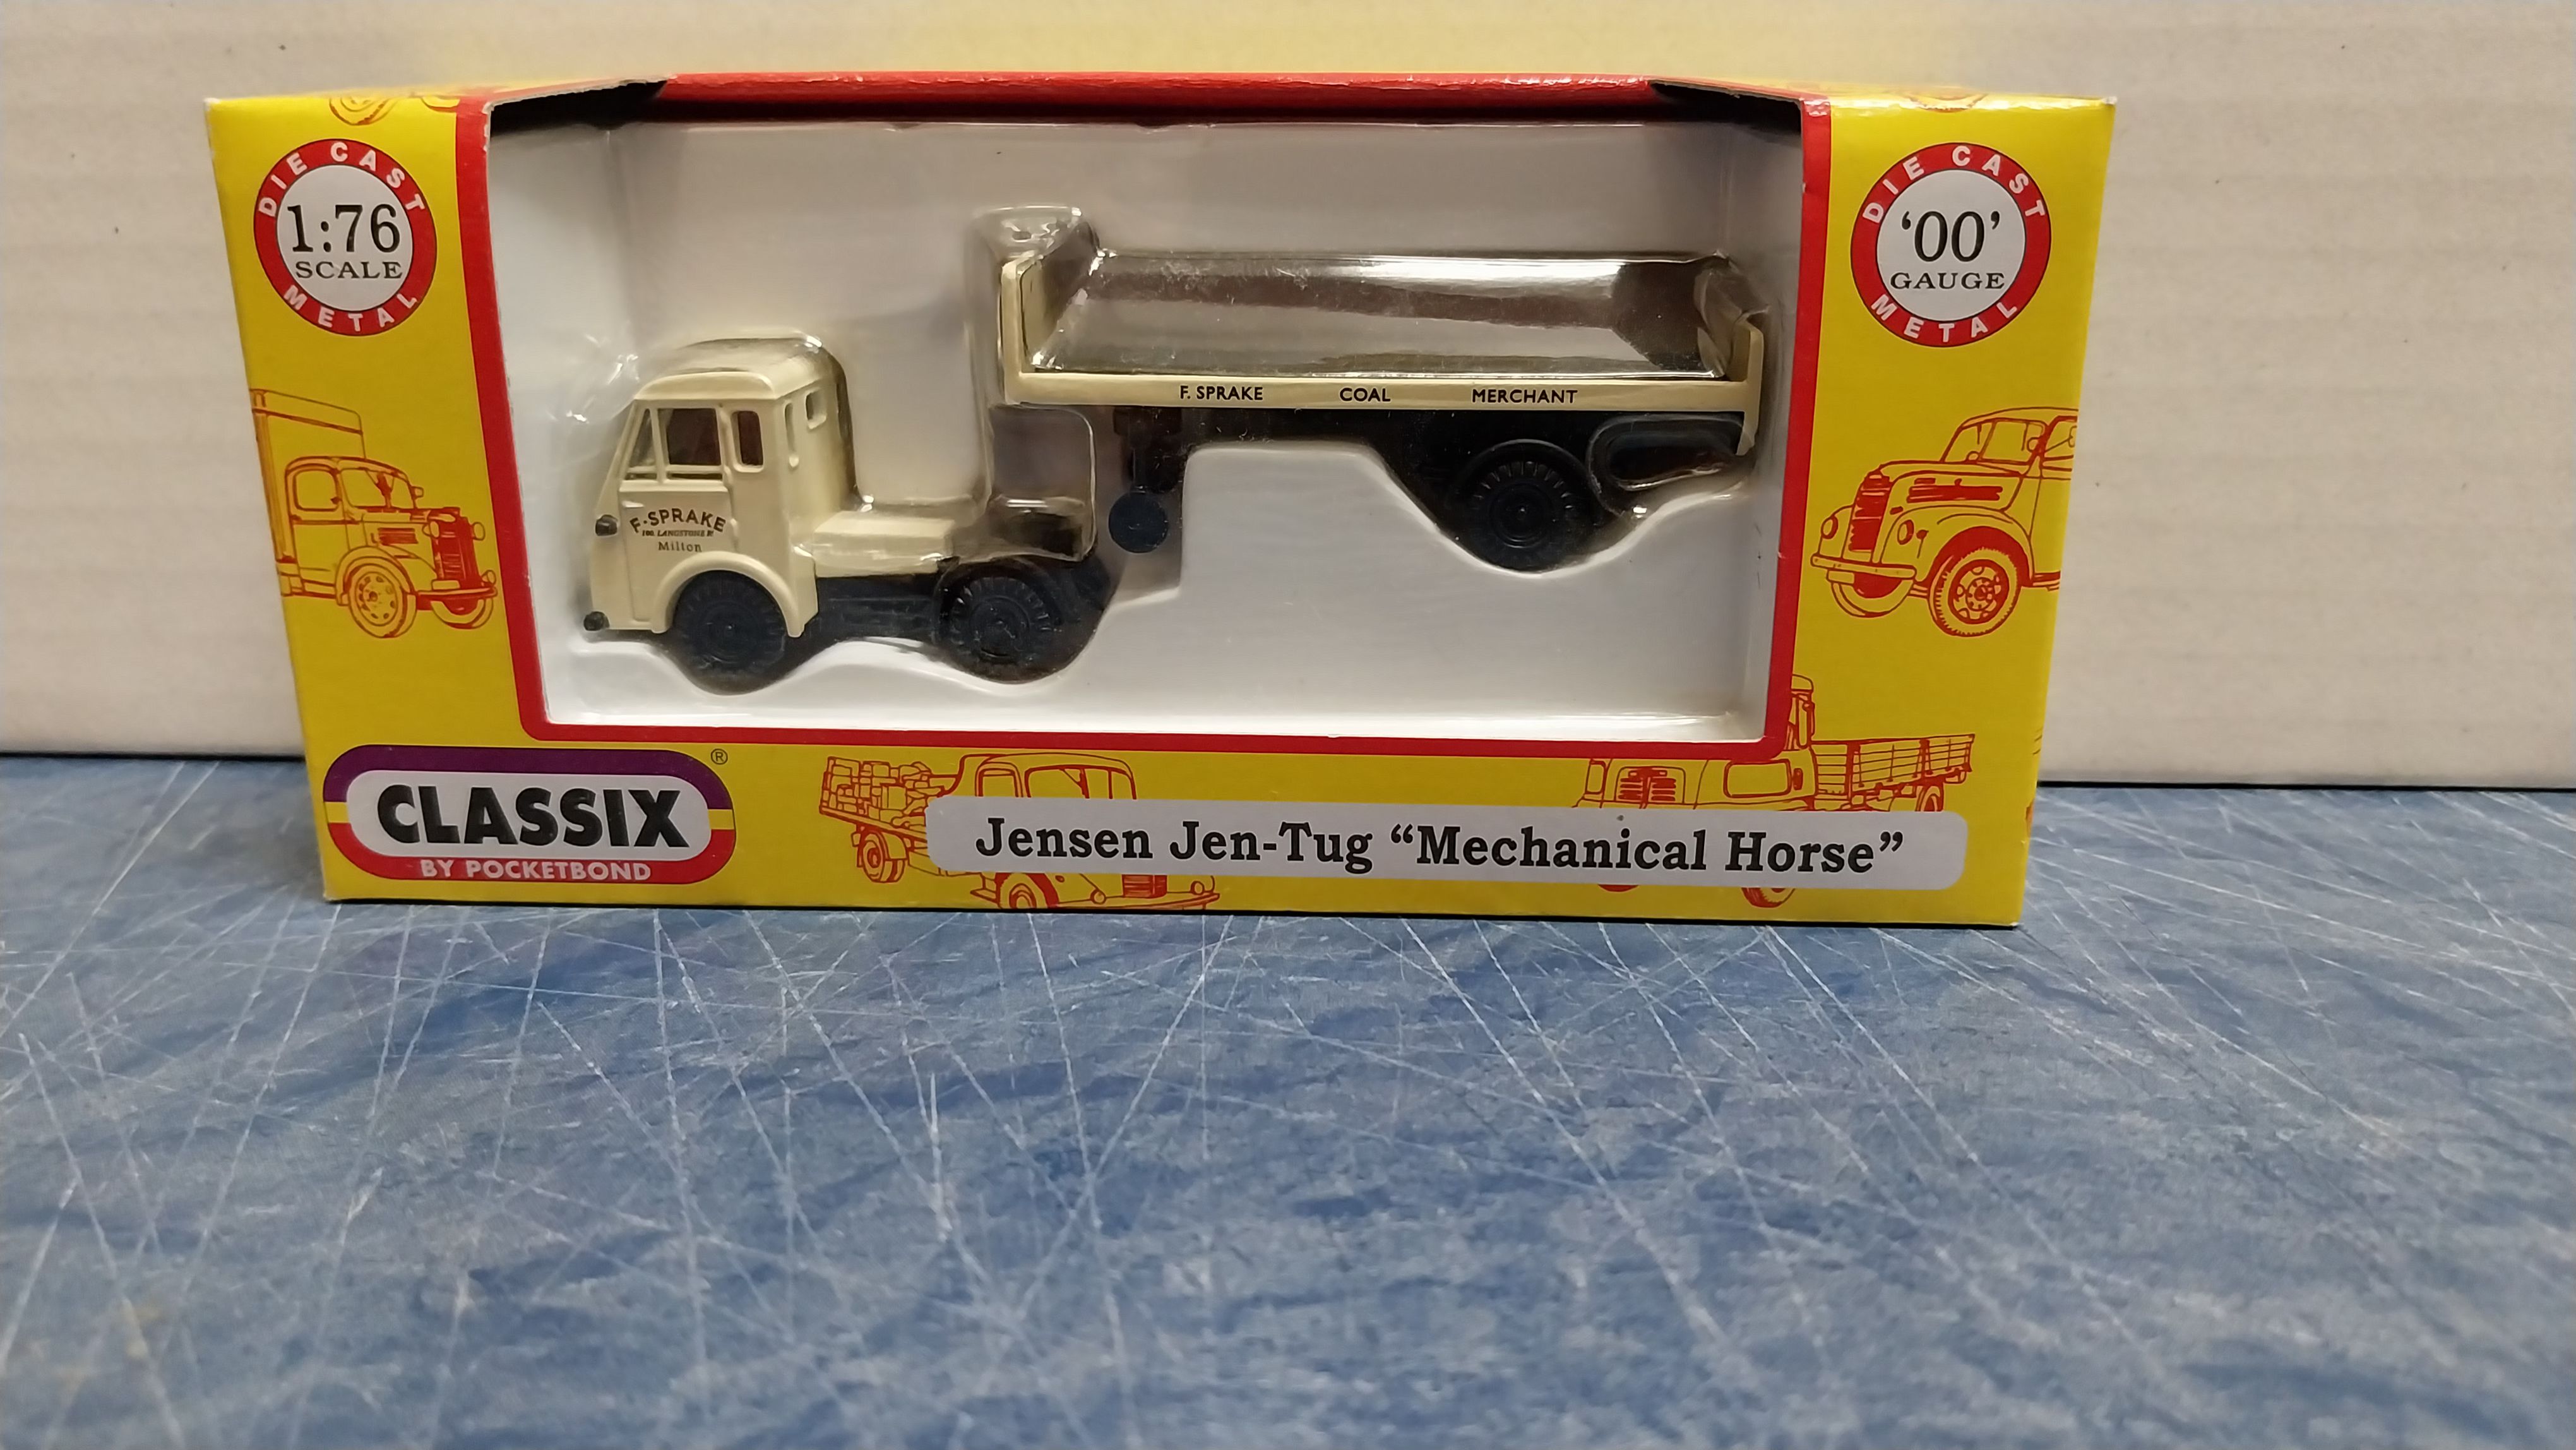 DIE CAST
1:76
SCALE
METAL
DIE CAST
'OO'
GAUGE
METAL
F. SPRAKE COAL MERCHANT
F-SPRAKE
Milton
CLASSIX®
BY POCKETBOND
Jensen Jen-Tug “Mechanical Horse”